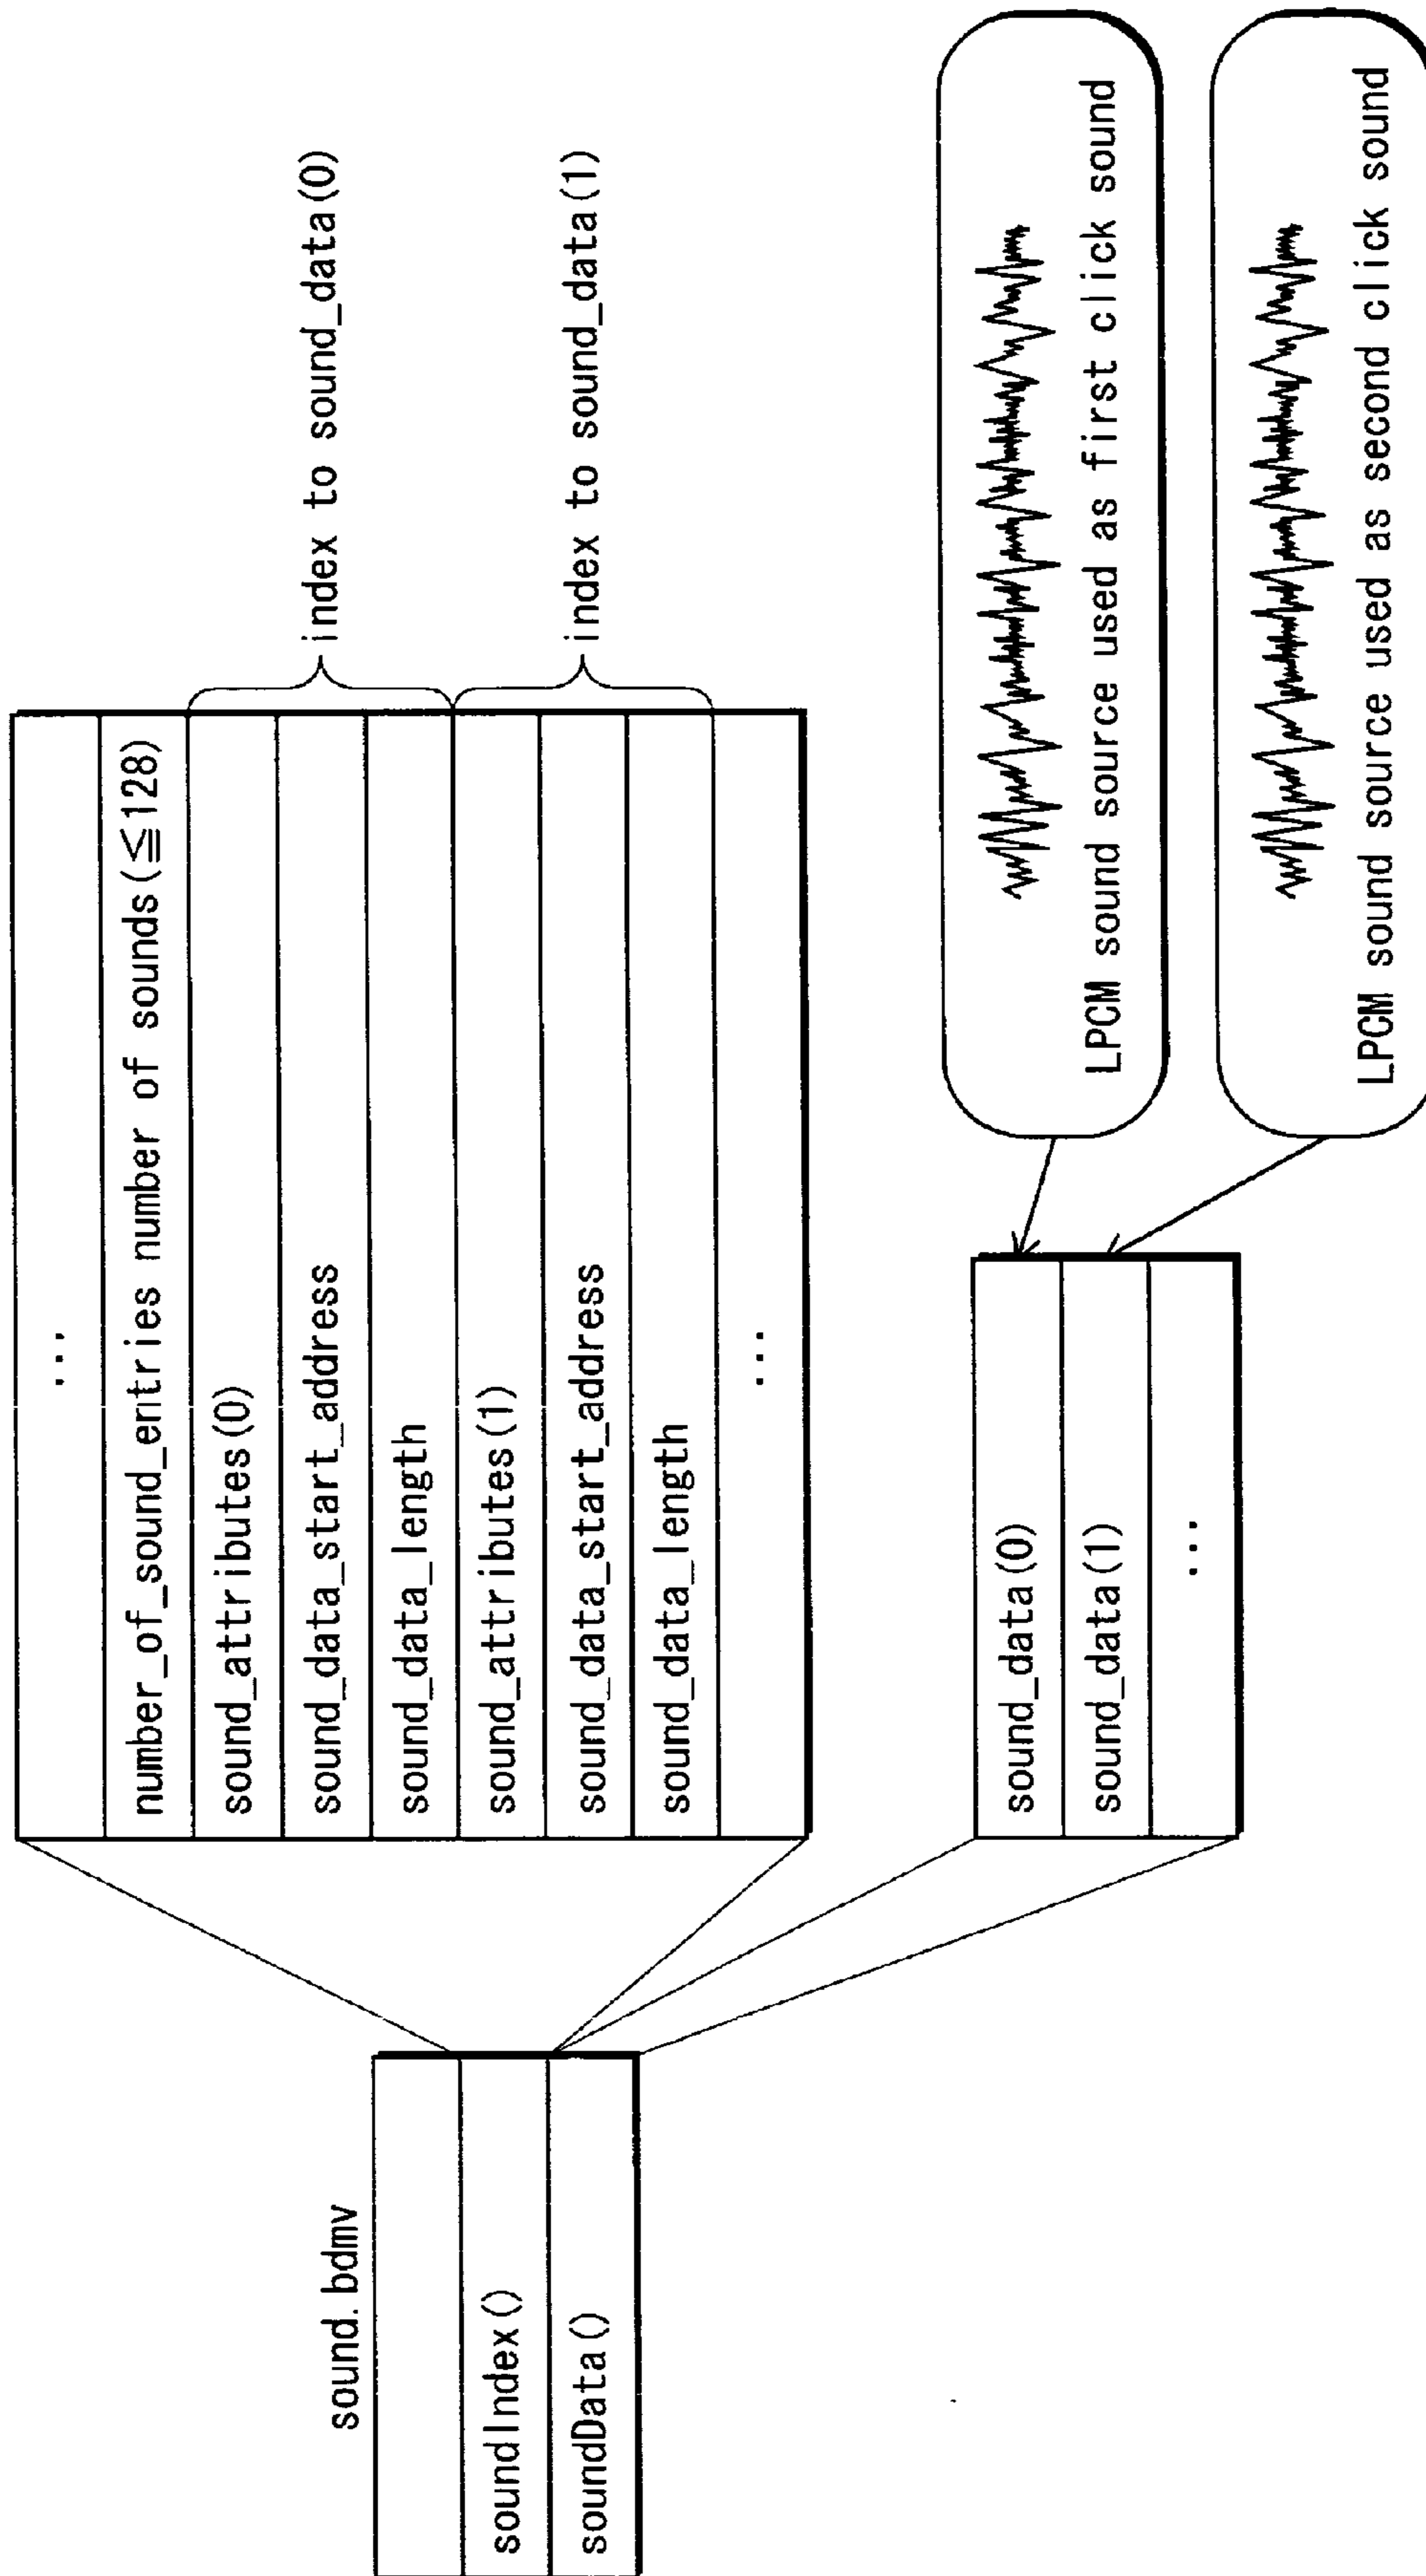 sound.bdmv
soundIndex()
soundData()
...
number_of_sound_entries number of sounds(≦128)
sound_attributes(0)
sound_data_start_address
sound_data_length
sound_attributes(1)
sound_data_start_address
sound_data_length
...
index to sound_data(0)
index to sound_data(1)
sound_data(0)
sound_data(1)
...
LPCM sound source used as first click sound
LPCM sound source used as second click sound